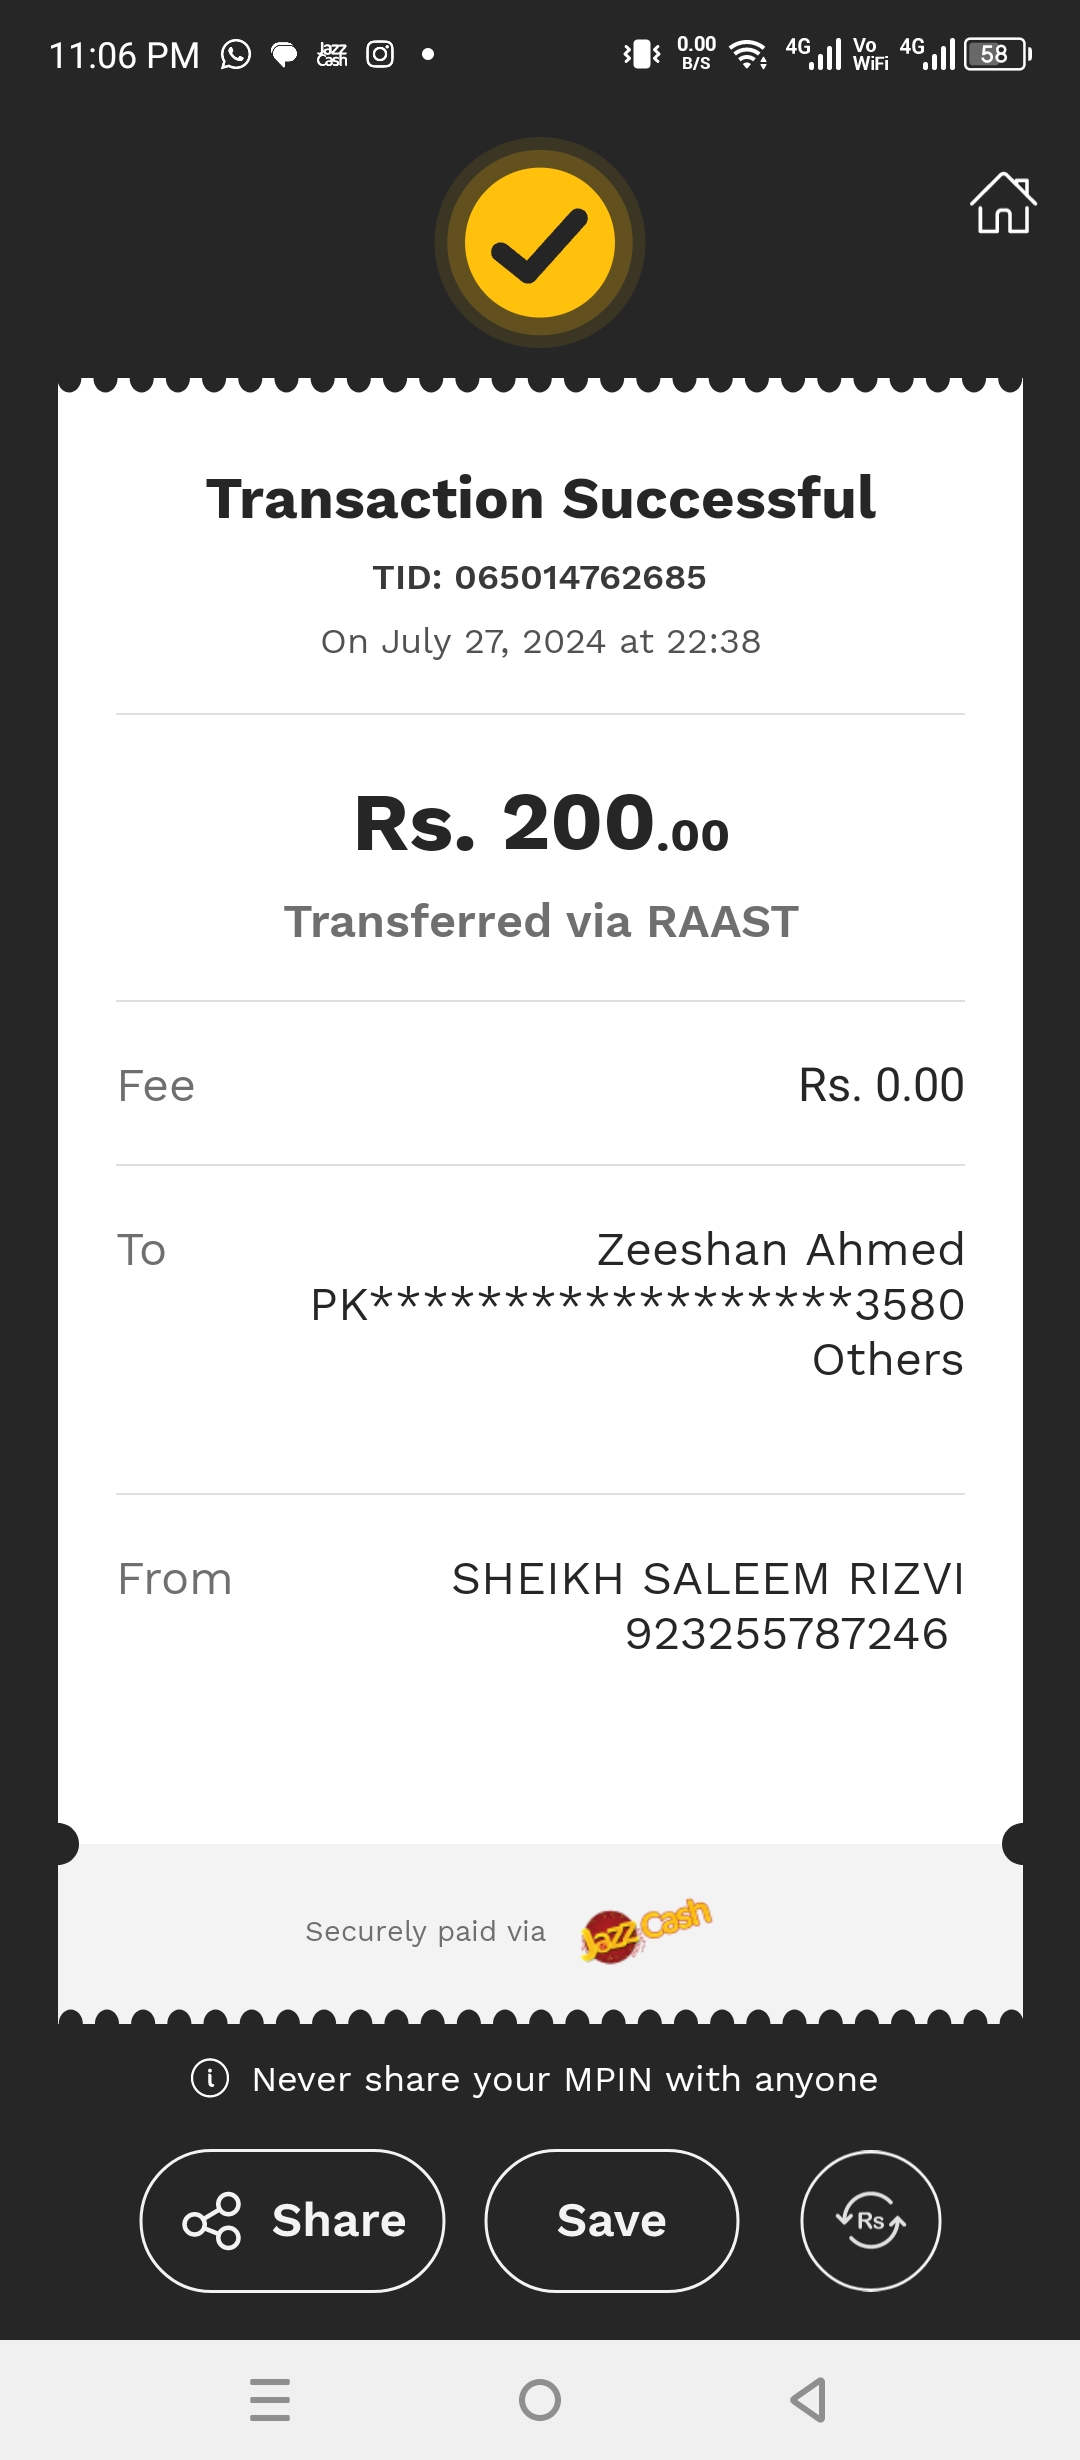 11:06 PM Jazz Cash 0.00 B/S 4G Vo WiFi 4G 58
Transaction Successful
TID: 065014762685
On July 27, 2024 at 22:38
Rs. 200.00
Transferred via RAAST
Fee Rs. 0.00
To Zeeshan Ahmed
PK******************3580
Others
From SHEIKH SALEEM RIZVI
923255787246
Securely paid via JazzCash
Never share your MPIN with anyone
Share Save Rs